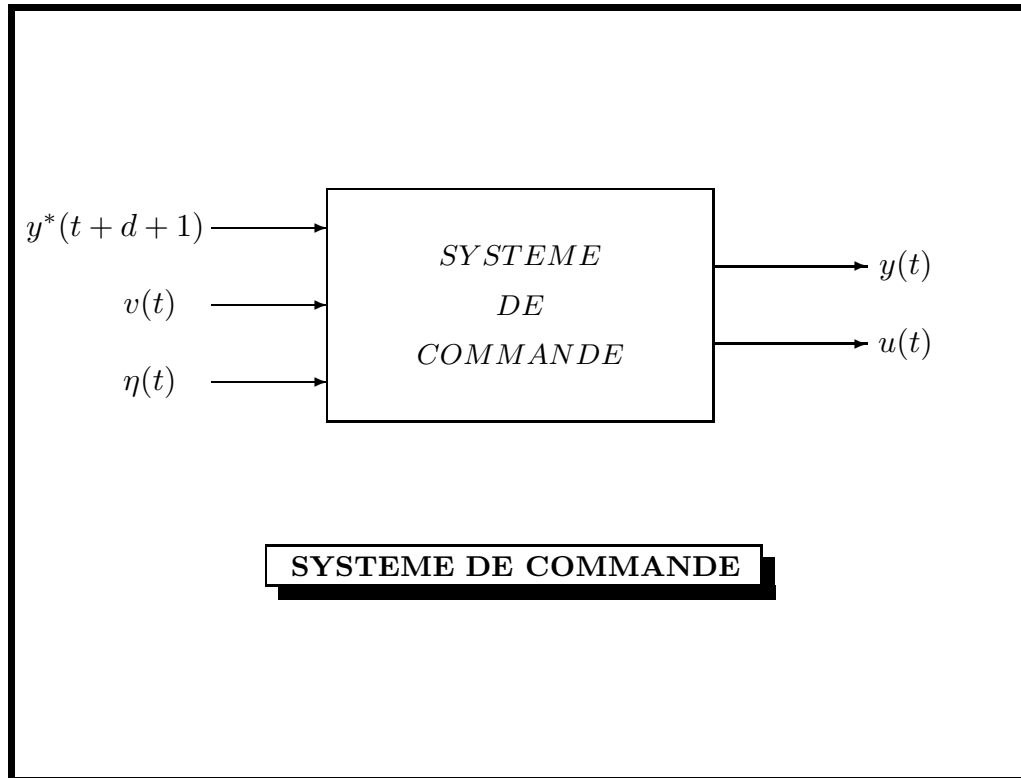 y*(t + d + 1)
v(t)
η(t)
SYSTEME
DE
COMMANDE
y(t)
u(t)
SYSTEME DE COMMANDE